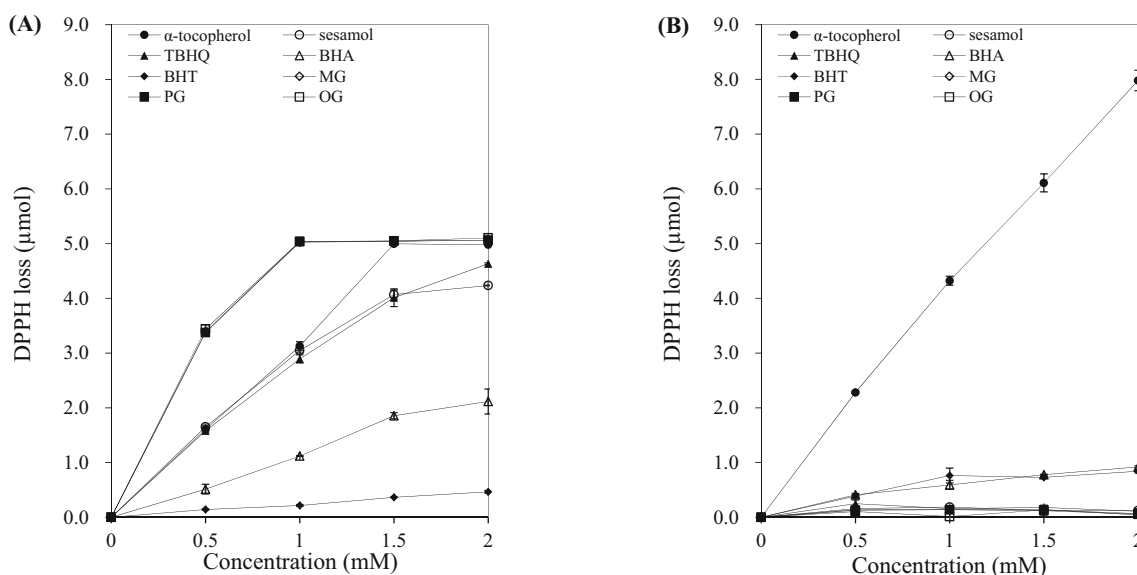 (A)
9.0
8.0
7.0
6.0
5.0
4.0
3.0
2.0
1.0
0.0
DPPH loss (µmol)
α-tocopherol sesamol
TBHQ BHA
BHT MG
PG OG
0 0.5 1 1.5 2
Concentration (mM)
(B)
9.0
8.0
7.0
6.0
5.0
4.0
3.0
2.0
1.0
0.0
DPPH loss (µmol)
α-tocopherol sesamol
TBHQ BHA
BHT MG
PG OG
0 0.5 1 1.5 2
Concentration (mM)